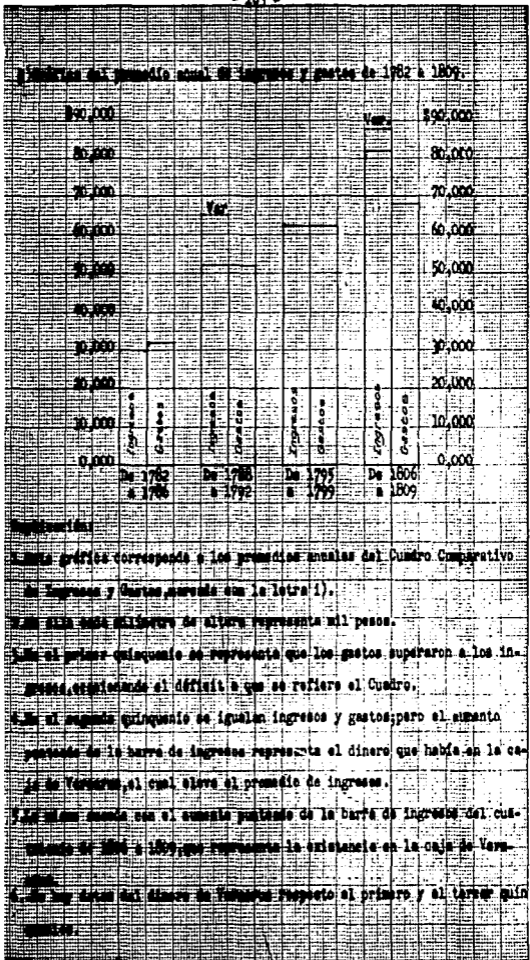 Gráfica del promedio anual de ingresos y gastos de 1782 a 1809.
$90,000 Var. $90,000
80,000 80,000
70,000 70,000
Var
60,000 60,000
50,000 50,000
40,000 40,000
30,000 30,000
20,000 20,000
10,000 10,000
Ingresos Gastos Ingresos Gastos Ingresos Gastos Ingresos Gastos
0,000 0,000
De 1782 De 1788 De 1795 De 1806
a 1786 a 1792 a 1799 a 1809
Explicación:
1. Esta gráfica corresponde a los promedios anuales del Cuadro Comparativo
de Ingresos y Gastos, marcado con la letra i).
2. En ella cada milímetro de altura representa mil pesos.
3. En el primer quinquenio se representa que los gastos superaron a los in-
gresos, el déficit a que se refiere el Cuadro.
4. En el segundo quinquenio se igualan ingresos y gastos; pero el aumento
punteado de la barra de ingresos representa el dinero que había en la ca-
ja de el cual eleva el promedio de ingresos.
5. Lo mismo sucede con el aumento punteado de la barra de ingresos del cua-
trienio de 1806 a 1809, que representa la existencia en la caja de
6. No hay datos del dinero de respecto al primero y al tercer quin
quenios.